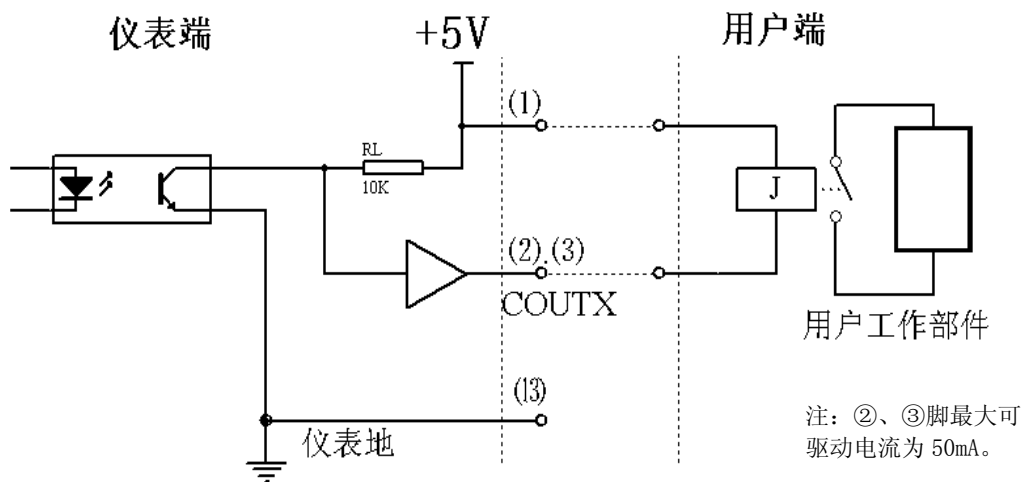 仪表端
+5V
用户端
(1)
RL
10K
J
(2).(3)
COUTX
用户工作部件
(13)
仪表地
注：②、③脚最大可
驱动电流为 50mA。